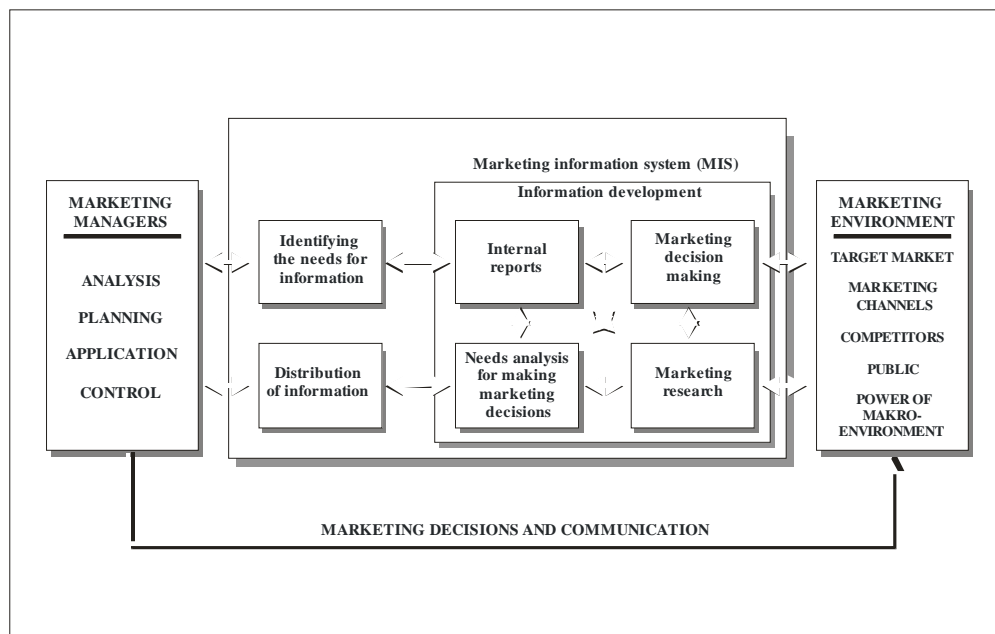 Marketing information system (MIS)
Information development
MARKETING
MANAGERS
ANALYSIS
PLANNING
APPLICATION
CONTROL
Identifying
the needs for
information
Distribution
of information
Internal
reports
Needs analysis
for making
marketing
decisions
Marketing
decision
making
Marketing
research
MARKETING
ENVIRONMENT
TARGET MARKET
MARKETING
CHANNELS
COMPETITORS
PUBLIC
POWER OF
MAKRO-
ENVIRONMENT
MARKETING DECISIONS AND COMMUNICATION